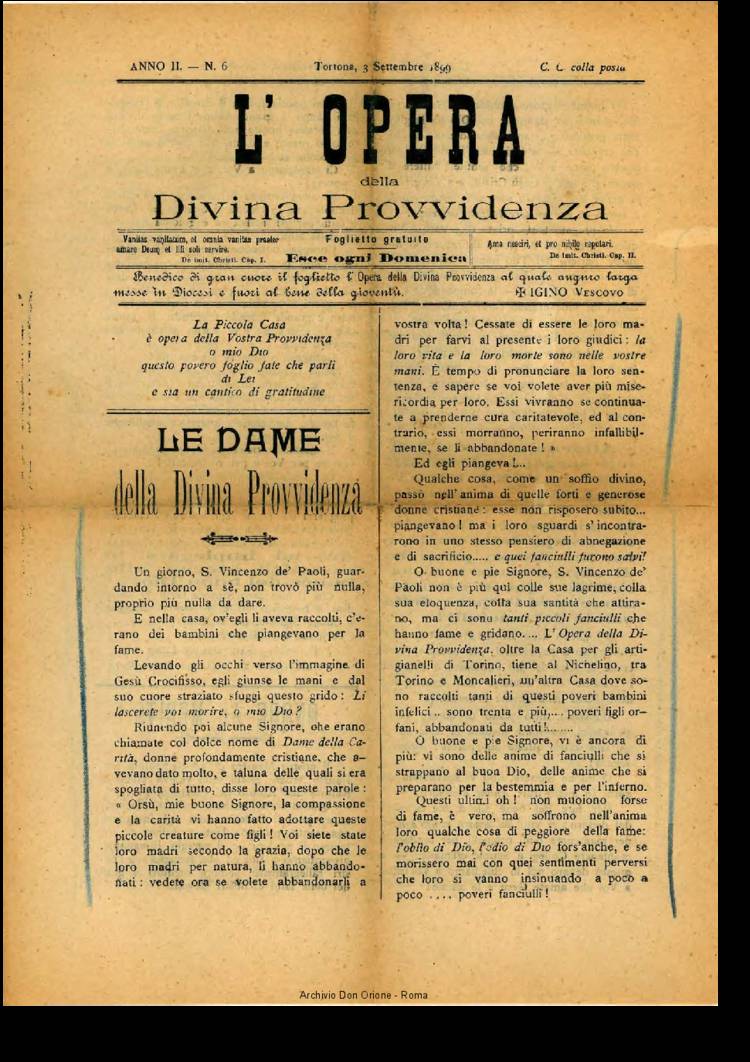 ANNO II. — N. 6 Tortona, 3 Settembre 1899 C. C. colla posta
L' OPERA
della
Divina Provvidenza
Vanitas vanitatum, et omnia vanitas praeter
amare Deum et illi soli servire.
De imit. Christi. Cap. I.
Foglietto gratuito
Esce ogni Domenica
Ama nesciri, et pro nihilo reputari.
De imit. Christi. Cap. II.
Benedico di gran cuore il foglietto l'Opera della Divina Provvidenza al quale auguro larga
messe in Diocesi e fuori al bene della gioventù. ✠ IGINO VESCOVO
La Piccola Casa
è opera della Vostra Provvidenza
o mio Dio
questo povero foglio fate che parli
di Lei
e sia un cantico di gratitudine
LE DAME
della Divina Provvidenza
Un giorno, S. Vincenzo de' Paoli, guar-
dando intorno a sè, non trovò più nulla,
proprio più nulla da dare.
E nella casa, ov'egli li aveva raccolti, c'e-
rano dei bambini che piangevano per la
fame.
Levando gli occhi verso l'immagine di
Gesù Crocifisso, egli giunse le mani e dal
suo cuore straziato sfuggì questo grido : Li
lascerete voi morire, o mio Dio ?
Riunendo poi alcune Signore, che erano
chiamate col dolce nome di Dame della Ca-
rità, donne profondamente cristiane, che a-
vevano dato molto, e taluna delle quali si era
spogliata di tutto, disse loro queste parole :
« Orsù, mie buone Signore, la compassione
e la carità vi hanno fatto adottare queste
piccole creature come figli ! Voi siete state
loro madri secondo la grazia, dopo che le
loro madri per natura, li hanno abbando-
nati : vedete ora se volete abbandonarli a
vostra volta ! Cessate di essere le loro ma-
dri per farvi al presente i loro giudici : la
loro vita e la loro morte sono nelle vostre
mani. È tempo di pronunciare la loro sen-
tenza, e sapere se voi volete aver più mise-
ricordia per loro. Essi vivranno se continua-
te a prenderne cura caritatevole, ed al con-
trario, essi morranno, periranno infallibil-
mente, se li abbandonate ! »
Ed egli piangeva !...
Qualche cosa, come un soffio divino,
passò nell'anima di quelle forti e generose
donne cristiane : esse non risposero subito...
piangevano ! ma i loro sguardi s'incontra-
rono in uno stesso pensiero di abnegazione
e di sacrificio..... e quei fanciulli furono salvi!
O buone e pie Signore, S. Vincenzo de'
Paoli non è più qui colle sue lagrime, colla
sua eloquenza, colla sua santità che attira-
no, ma ci sono tanti piccoli fanciulli che
hanno fame e gridano.... L'Opera della Di-
vina Provvidenza, oltre la Casa per gli arti-
gianelli di Torino, tiene al Nichelino, tra
Torino e Moncalieri, un'altra Casa dove so-
no raccolti tanti di questi poveri bambini
infelici .. sono trenta e più,... poveri figli or-
fani, abbandonati da tutti!.......
O buone e pie Signore, vi è ancora di
più: vi sono delle anime di fanciulli che si
strappano al buon Dio, delle anime che si
preparano per la bestemmia e per l'inferno.
Questi ultimi oh ! non muoiono forse
di fame, è vero, ma soffrono nell'anima
loro qualche cosa di peggiore della fame:
l'oblio di Dio, l'odio di Dio fors'anche, e se
morissero mai con quei sentimenti perversi
che loro si vanno insinuando a poco a
poco .... poveri fanciulli !
Archivio Don Orione - Roma